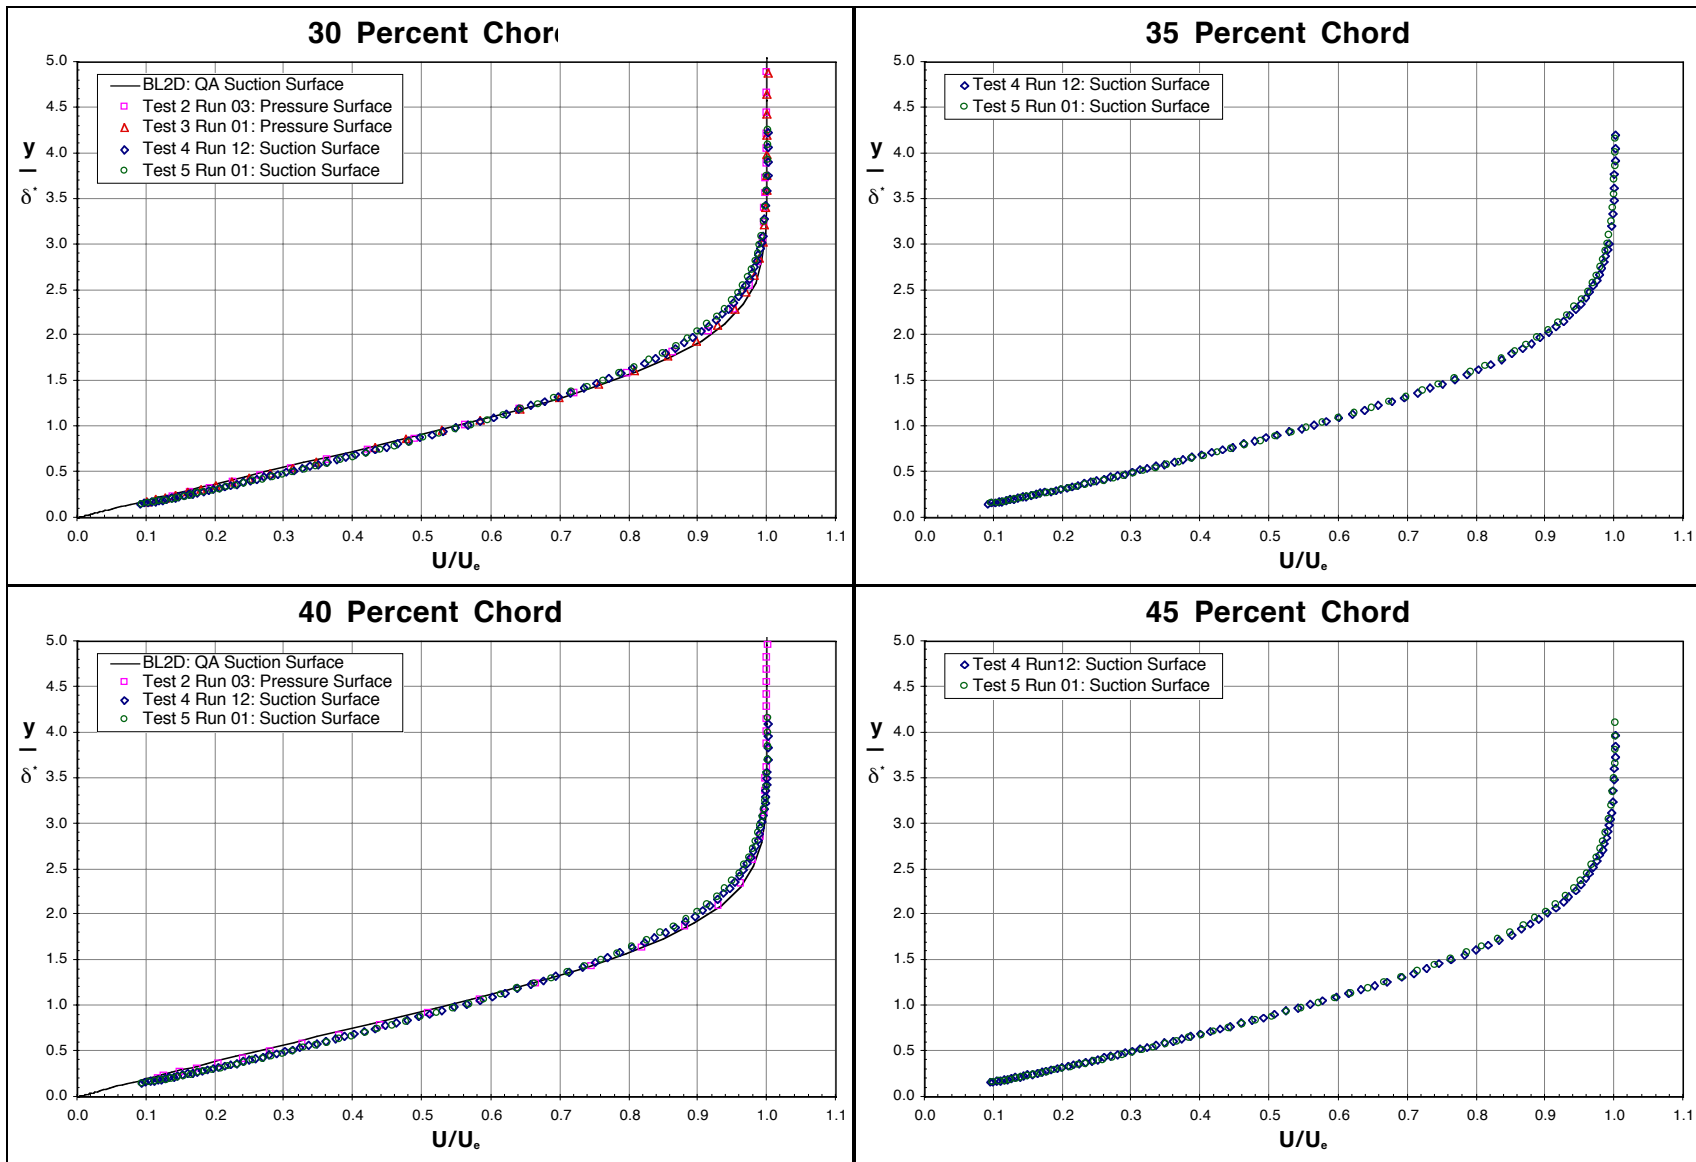 30 Percent Chor
5.0
4.5
4.0
3.5
3.0
2.5
2.0
1.5
1.0
0.5
0.0
y
δ*
BL2D: QA Suction Surface
Test 2 Run 03: Pressure Surface
Test 3 Run 01: Pressure Surface
Test 4 Run 12: Suction Surface
Test 5 Run 01: Suction Surface
0.0 0.1 0.2 0.3 0.4 0.5 0.6 0.7 0.8 0.9 1.0 1.1
U/Ue
35 Percent Chord
5.0
4.5
4.0
3.5
3.0
2.5
2.0
1.5
1.0
0.5
0.0
y
δ*
Test 4 Run 12: Suction Surface
Test 5 Run 01: Suction Surface
0.0 0.1 0.2 0.3 0.4 0.5 0.6 0.7 0.8 0.9 1.0 1.1
U/Ue
40 Percent Chord
5.0
4.5
4.0
3.5
3.0
2.5
2.0
1.5
1.0
0.5
0.0
y
δ*
BL2D: QA Suction Surface
Test 2 Run 03: Pressure Surface
Test 4 Run 12: Suction Surface
Test 5 Run 01: Suction Surface
0.0 0.1 0.2 0.3 0.4 0.5 0.6 0.7 0.8 0.9 1.0 1.1
U/Ue
45 Percent Chord
5.0
4.5
4.0
3.5
3.0
2.5
2.0
1.5
1.0
0.5
0.0
y
δ*
Test 4 Run12: Suction Surface
Test 5 Run 01: Suction Surface
0.0 0.1 0.2 0.3 0.4 0.5 0.6 0.7 0.8 0.9 1.0 1.1
U/Ue